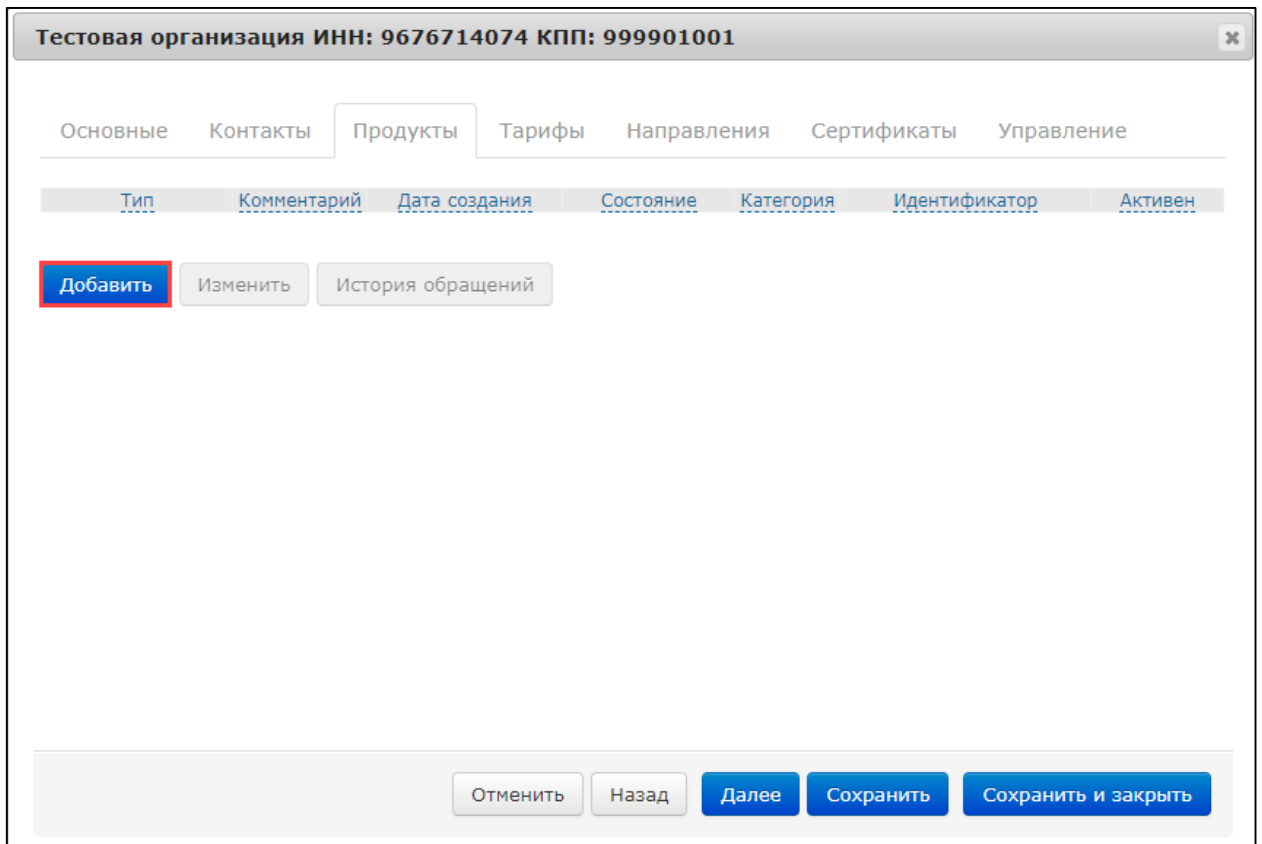 Тестовая организация ИНН: 9676714074 КПП: 999901001
Основные Контакты Продукты Тарифы Направления Сертификаты Управление
Тип Комментарий Дата создания Состояние Категория Идентификатор Активен
Добавить Изменить История обращений
Отменить Назад Далее Сохранить Сохранить и закрыть